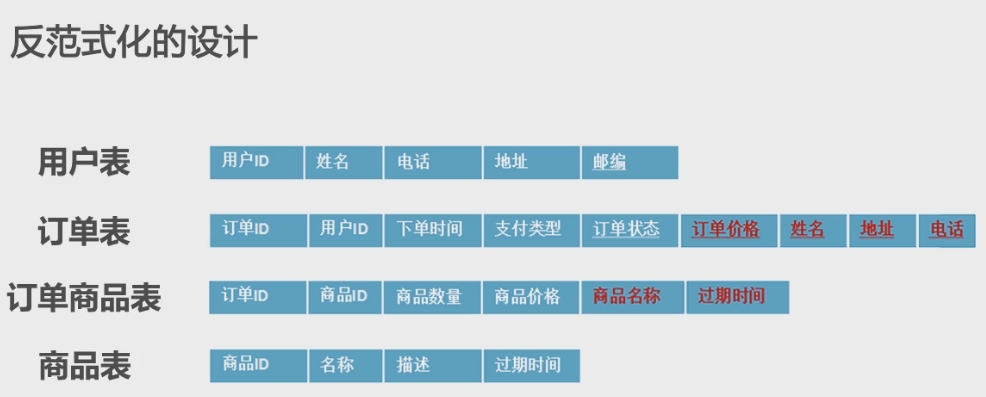 反范式化的设计
用户表 用户ID 姓名 电话 地址 邮编
订单表 订单ID 用户ID 下单时间 支付类型 订单状态 订单价格 姓名 地址 电话
订单商品表 订单ID 商品ID 商品数量 商品价格 商品名称 过期时间
商品表 商品ID 名称 描述 过期时间